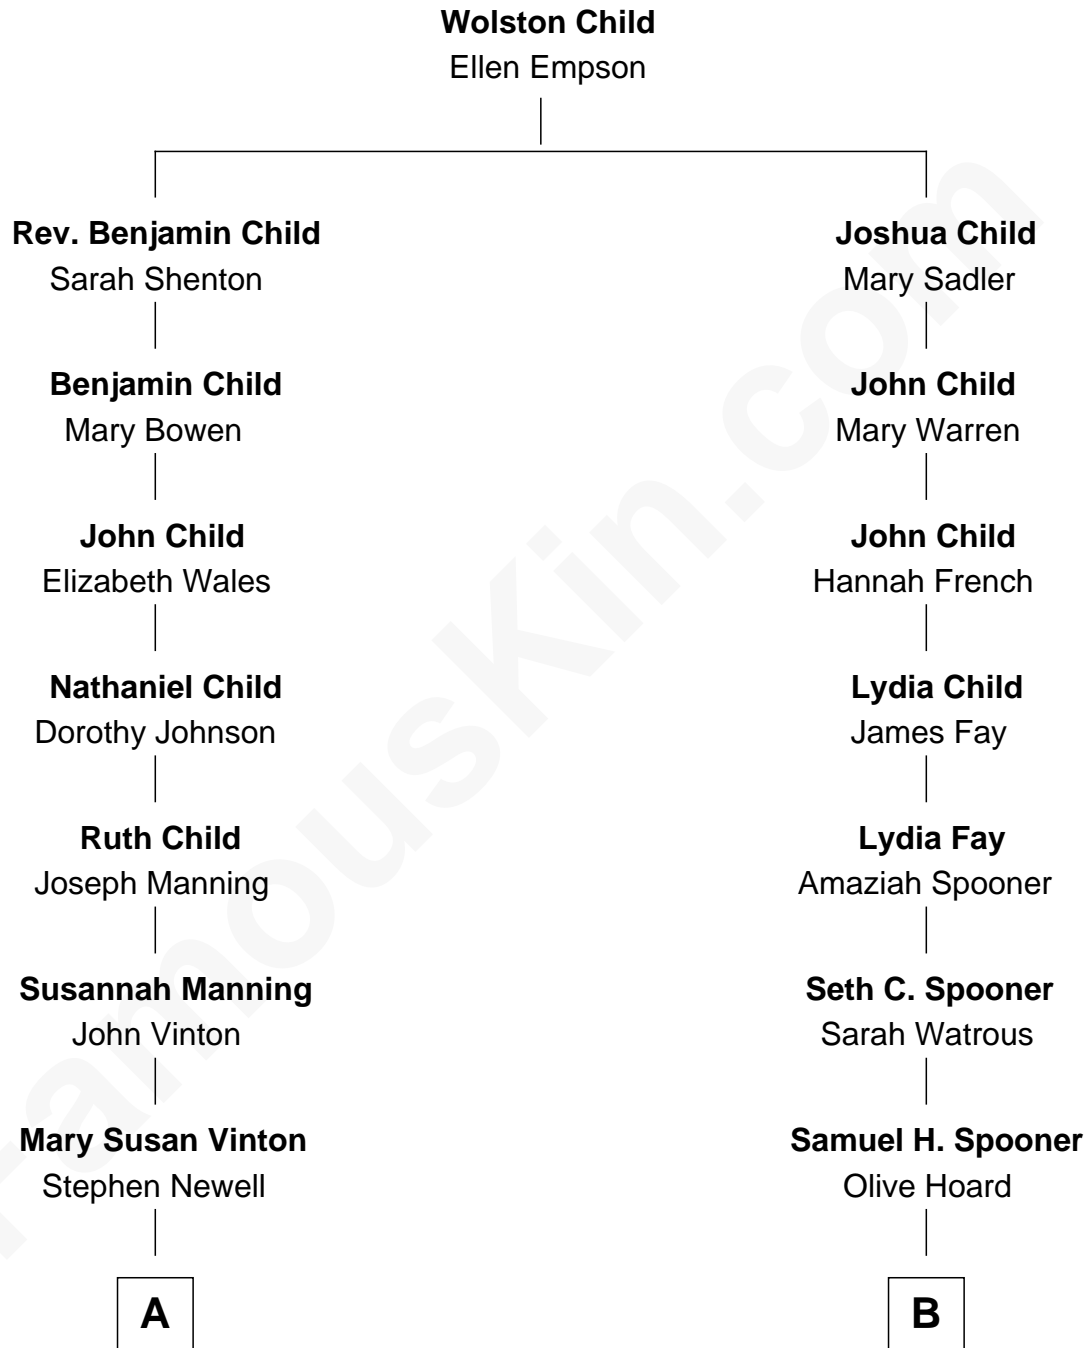 Wolston Child
Ellen Empson
Rev. Benjamin Child
Sarah Shenton
Joshua Child
Mary Sadler
Benjamin Child
Mary Bowen
John Child
Mary Warren
John Child
Elizabeth Wales
John Child
Hannah French
Nathaniel Child
Dorothy Johnson
Lydia Child
James Fay
Ruth Child
Joseph Manning
Lydia Fay
Amaziah Spooner
Susannah Manning
John Vinton
Seth C. Spooner
Sarah Watrous
Mary Susan Vinton
Stephen Newell
Samuel H. Spooner
Olive Hoard
A
B
FamousKin.com